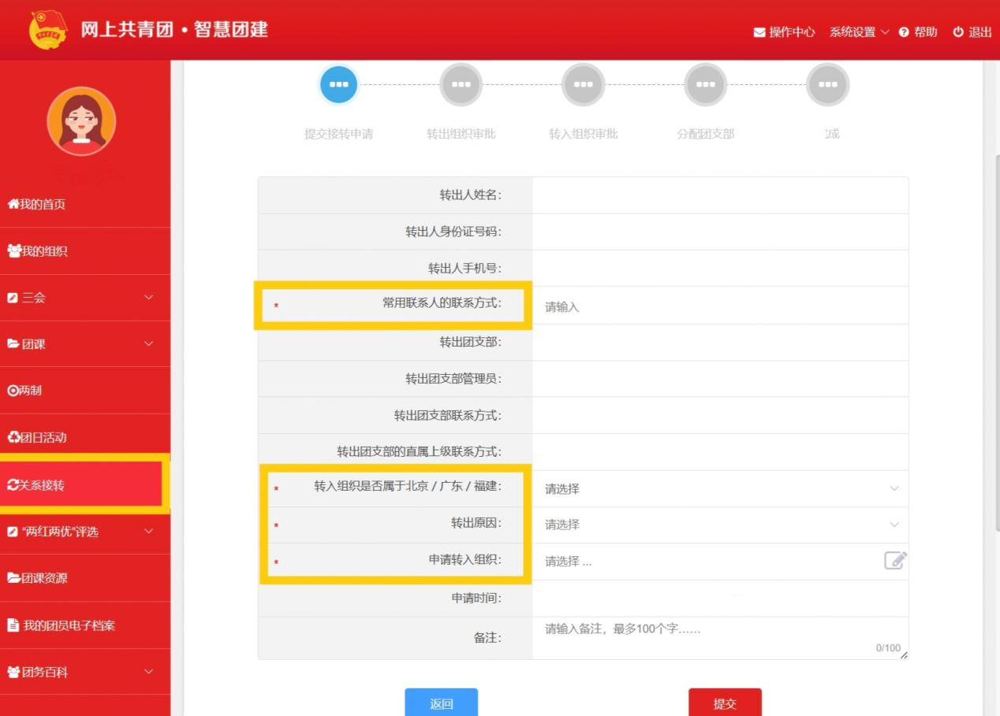 网上共青团·智慧团建
操作中心 系统设置 帮助 退出
提交接转申请 转出组织审批 转入组织审批 分配团支部 成
我的首页
我的组织
三会
团课
两制
团日活动
关系接转
“两红两优”评选
团课资源
我的团员电子档案
团务百科
转出人姓名：
转出人身份证号码：
转出人手机号：
* 常用联系人的联系方式： 请输入
转出团支部：
转出团支部管理员：
转出团支部联系方式：
转出团支部的直属上级联系方式：
* 转入组织是否属于北京/广东/福建： 请选择
* 转出原因： 请选择
* 申请转入组织： 请选择 ...
申请时间：
备注： 请输入备注，最多100个字……
0/100
返回 提交